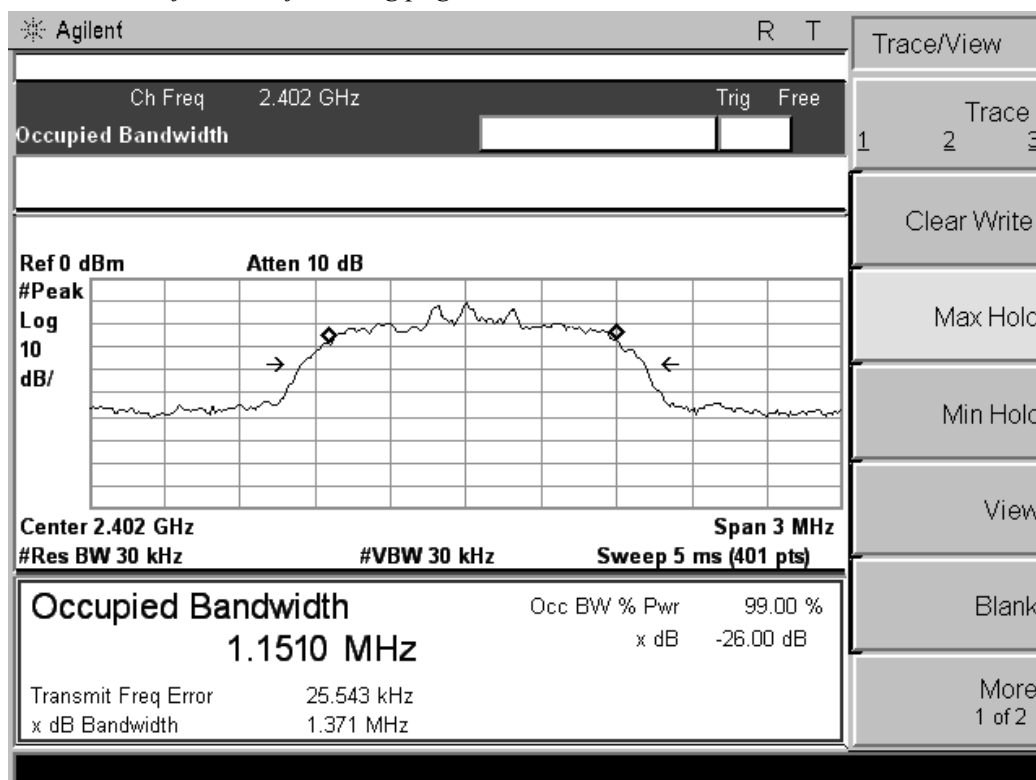 Agilent R T
Trace/View
Ch Freq 2.402 GHz Trig Free
Occupied Bandwidth
Trace
1 2 3
Clear Write
Max Hold
Min Hold
View
Blank
More
1 of 2
Ref 0 dBm Atten 10 dB
#Peak
Log
10
dB/
Center 2.402 GHz Span 3 MHz
#Res BW 30 kHz #VBW 30 kHz Sweep 5 ms (401 pts)
Occupied Bandwidth
1.1510 MHz
Occ BW % Pwr 99.00 %
x dB -26.00 dB
Transmit Freq Error 25.543 kHz
x dB Bandwidth 1.371 MHz